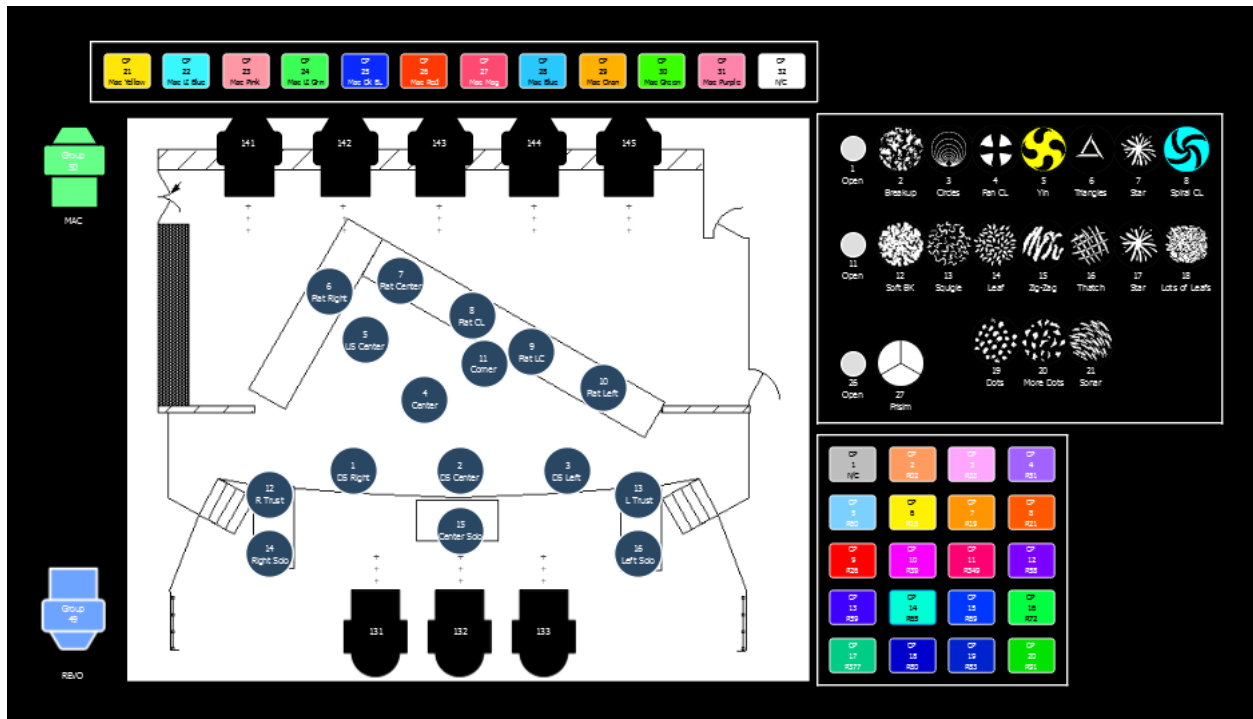 CP
21
Mac Yellow
CP
22
Mac Lt Blue
CP
23
Mac Pink
CP
24
Mac Lt Grn
CP
25
Mac Dk BL
CP
26
Mac Red
CP
27
Mac Mag
CP
28
Mac Blue
CP
29
Mac Oran
CP
30
Mac Green
CP
31
Mac Purple
CP
32
N/C
Group
50
MAC
141
142
143
144
145
6
Plat Right
7
Plat Center
8
Plat CL
5
US Center
9
Plat LC
11
Corner
10
Plat Left
4
Center
1
DS Right
2
DS Center
3
DS Left
12
R Trust
13
L Trust
15
Center Solo
14
Right Solo
16
Left Solo
131
132
133
Group
49
REVO
1
Open
2
Breakup
3
Circles
4
Fan CL
5
Yin
6
Triangles
7
Star
8
Spiral CL
11
Open
12
Soft BK
13
Squigle
14
Leaf
15
Zig-Zag
16
Thatch
17
Star
18
Lots of Leafs
26
Open
27
Prisim
19
Dots
20
More Dots
21
Sonar
CP
1
N/C
CP
2
R02
CP
3
R33
CP
4
CP
5
R60
CP
6
CP
7
R19
CP
8
R21
CP
9
R26
CP
10
R39
CP
11
R349
CP
12
R58
CP
13
R59
CP
14
CP
15
R69
CP
16
R72
CP
17
R377
CP
18
R80
CP
19
R83
CP
20
R91